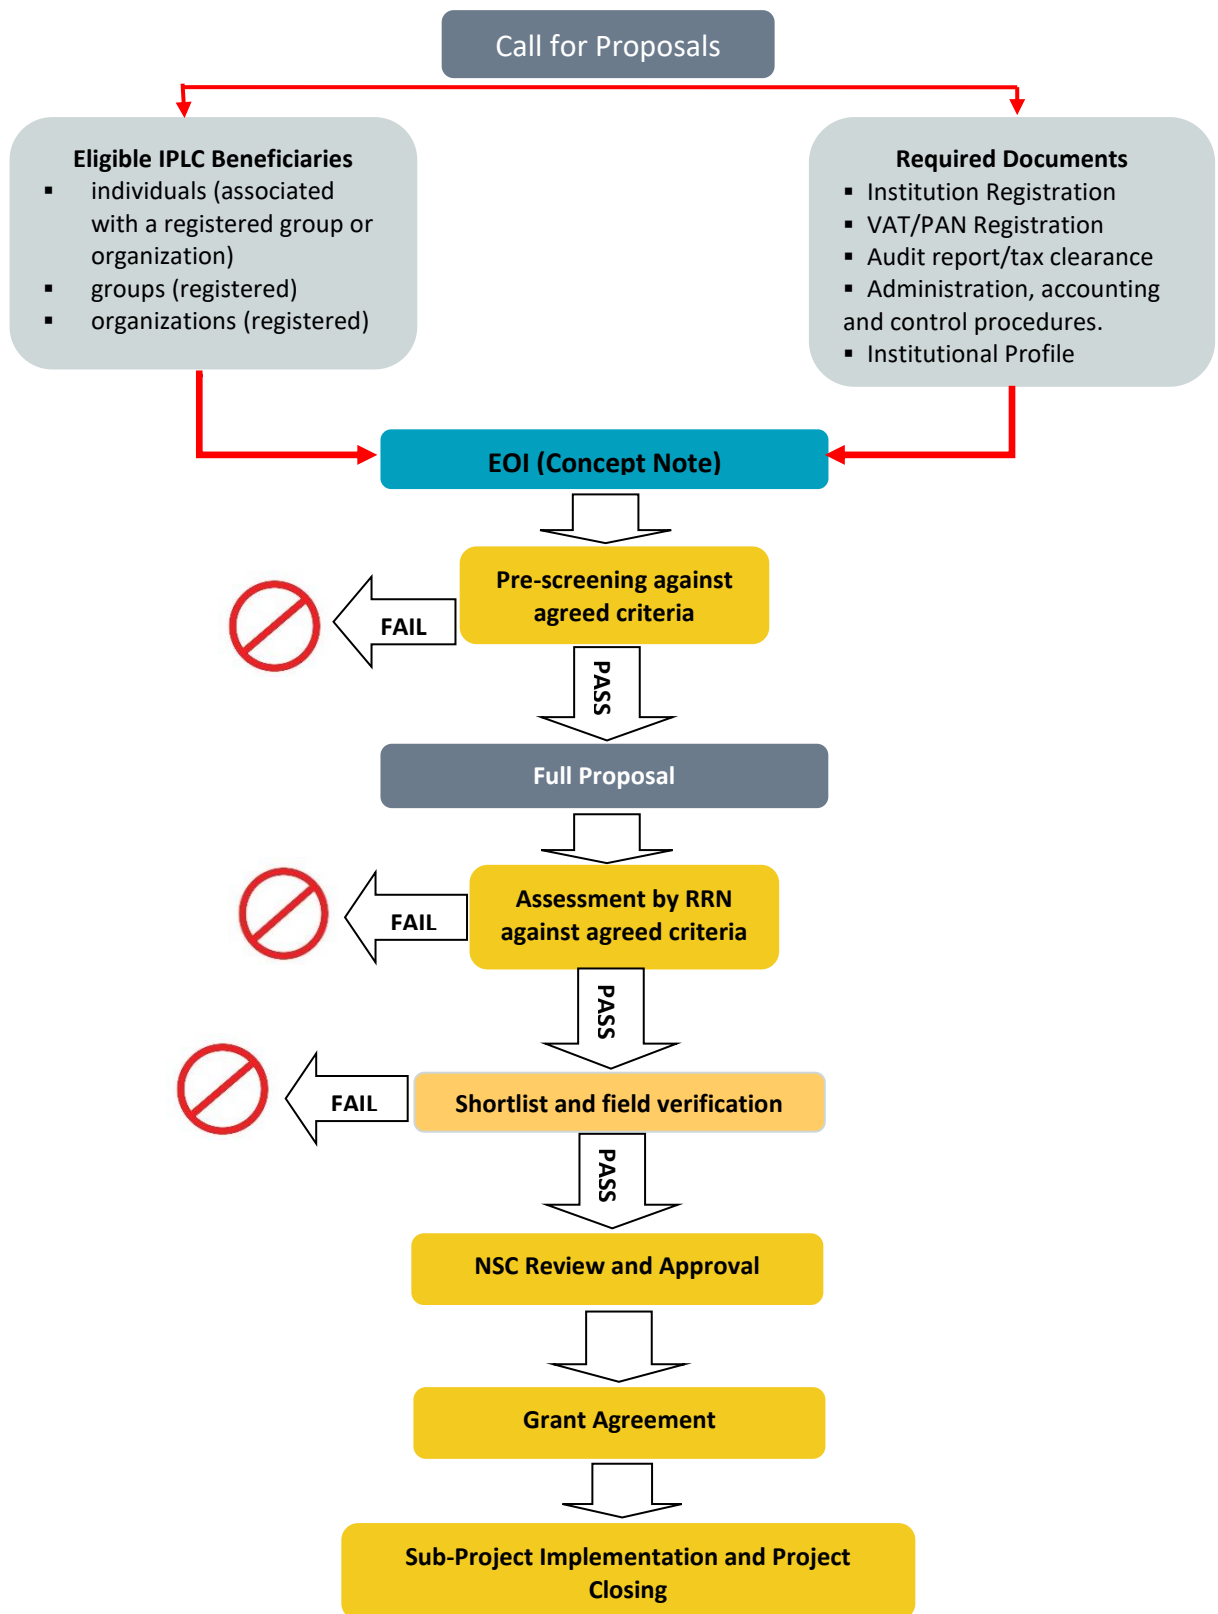 Call for Proposals
Eligible IPLC Beneficiaries
▪ individuals (associated
with a registered group or
organization)
▪ groups (registered)
▪ organizations (registered)
Required Documents
▪ Institution Registration
▪ VAT/PAN Registration
▪ Audit report/tax clearance
▪ Administration, accounting
and control procedures.
▪ Institutional Profile
EOI (Concept Note)
Pre-screening against
agreed criteria
FAIL
PASS
Full Proposal
Assessment by RRN
against agreed criteria
FAIL
PASS
Shortlist and field verification
FAIL
PASS
NSC Review and Approval
Grant Agreement
Sub-Project Implementation and Project
Closing